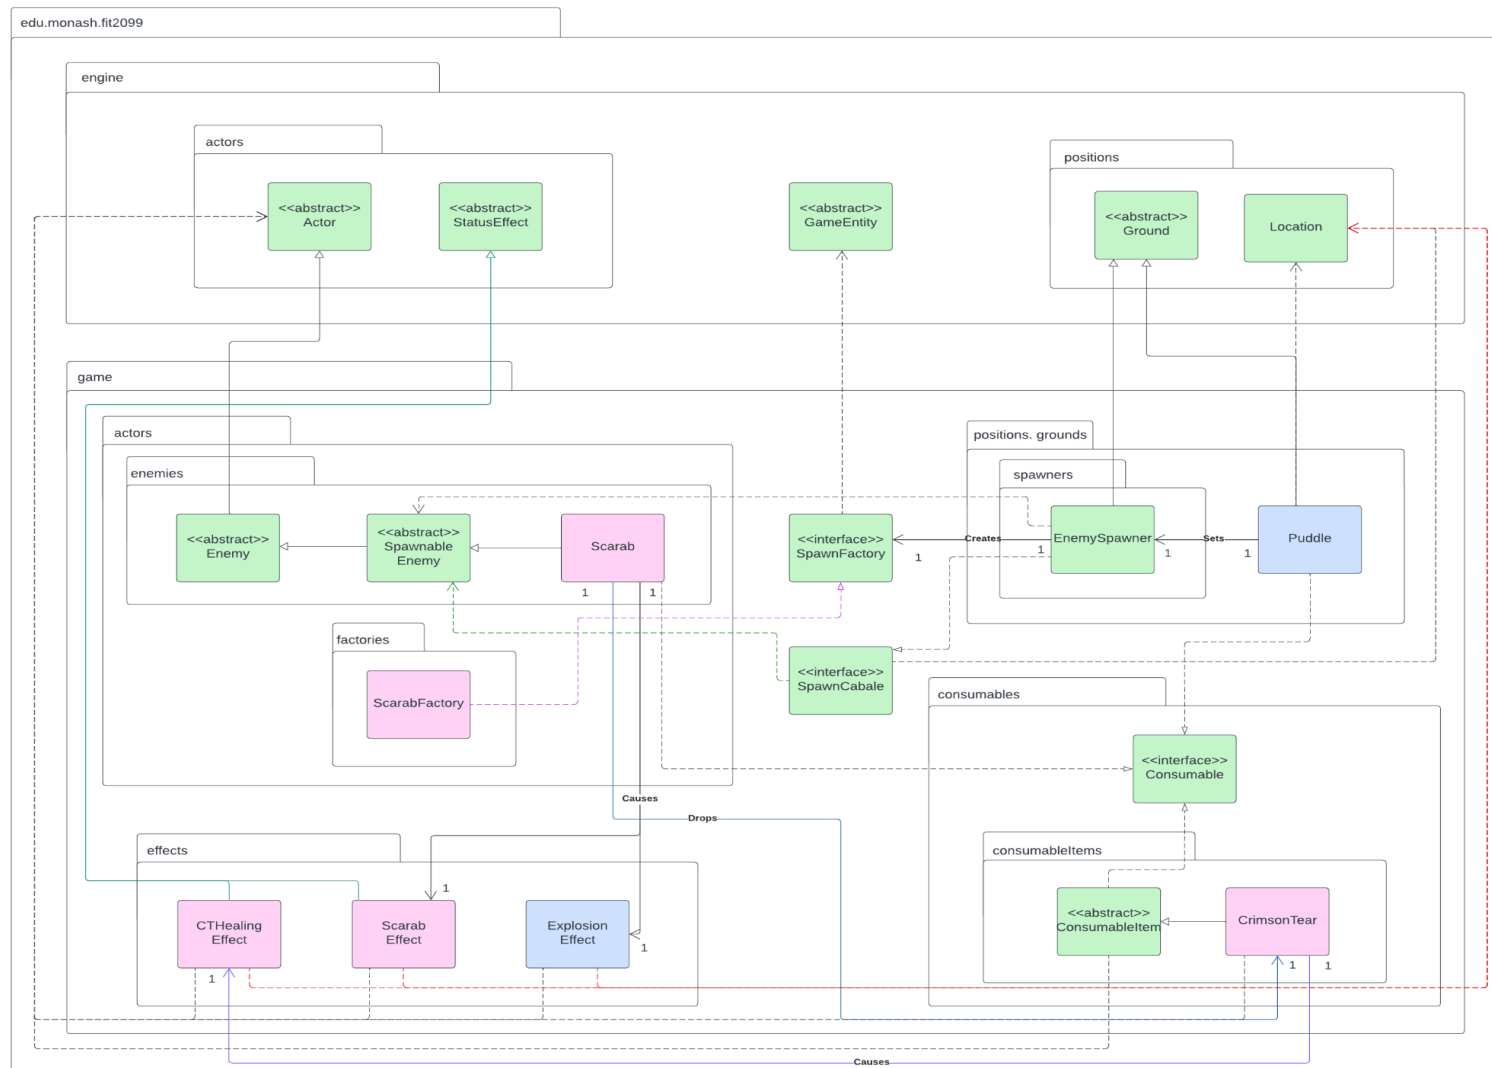 edu.monash.fit2099
engine
actors
positions
<<abstract>>
Actor
<<abstract>>
StatusEffect
<<abstract>>
GameEntity
<<abstract>>
Ground
Location
game
actors
positions. grounds
enemies
spawners
<<abstract>>
Enemy
<<abstract>>
Spawnable
Enemy
Scarab
<<interface>>
SpawnFactory
Creates
1
1
EnemySpawner
Sets
1
1
Puddle
1
1
factories
ScarabFactory
<<interface>>
SpawnCabale
consumables
<<interface>>
Consumable
Causes
Drops
effects
consumableItems
1
CTHealing
Effect
Scarab
Effect
Explosion
Effect
<<abstract>>
ConsumableItem
CrimsonTear
1
1
1
1
Causes